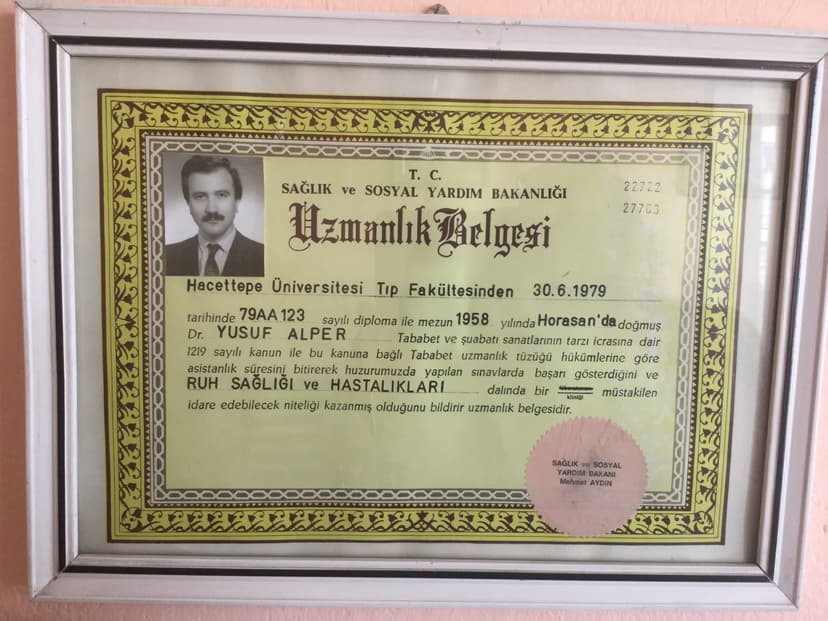 T. C.
SAĞLIK ve SOSYAL YARDIM BAKANLIĞI
22722
27703
Uzmanlık Belgesi
Hacettepe Üniversitesi Tıp Fakültesinden 30.6.1979
tarihinde 79AA123 sayılı diploma ile mezun 1958 yılında Horasan'da doğmuş
Dr. YUSUF ALPER Tababet ve şuabatı sanatlarının tarzı icrasına dair
1219 sayılı kanun ile bu kanuna bağlı Tababet uzmanlık tüzüğü hükümlerine göre
asistanlık süresini bitirerek huzurumuzda yapılan sınavlarda başarı gösterdiğini ve
RUH SAĞLIĞI ve HASTALIKLARI dalında bir müstakilen
kliniği
idare edebilecek niteliği kazanmış olduğunu bildirir uzmanlık belgesidir.
SAĞLIK ve SOSYAL
YARDIM BAKANI
Mehmet AYDIN